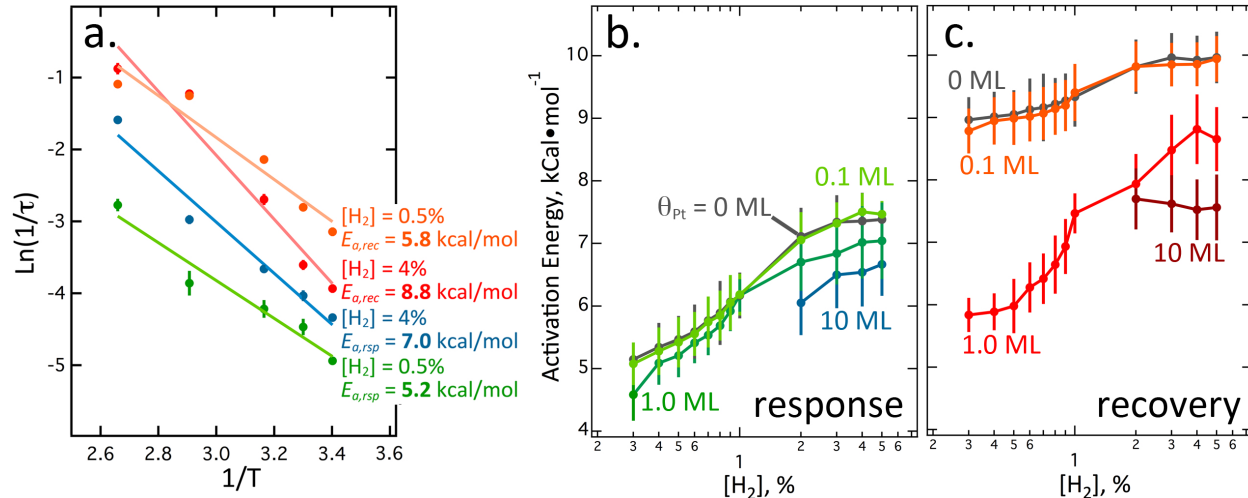 a.
Ln(1/τ)
-1
-2
-3
-4
-5
2.6
2.8
3.0
3.2
3.4
3.6
1/T
[H2] = 0.5%
Ea,rec = 5.8 kcal/mol
[H2] = 4%
Ea,rec = 8.8 kcal/mol
[H2] = 4%
Ea,rsp = 7.0 kcal/mol
[H2] = 0.5%
Ea,rsp = 5.2 kcal/mol
b.
Activation Energy, kCal•mol-1
10
9
8
7
6
5
4
0.1 ML
θPt = 0 ML
10 ML
1.0 ML
response
2 3 4 5 6 2 3 4 5 6
1
[H2], %
c.
0 ML
0.1 ML
10 ML
1.0 ML
recovery
2 3 4 5 6 2 3 4 5 6
1
[H2], %